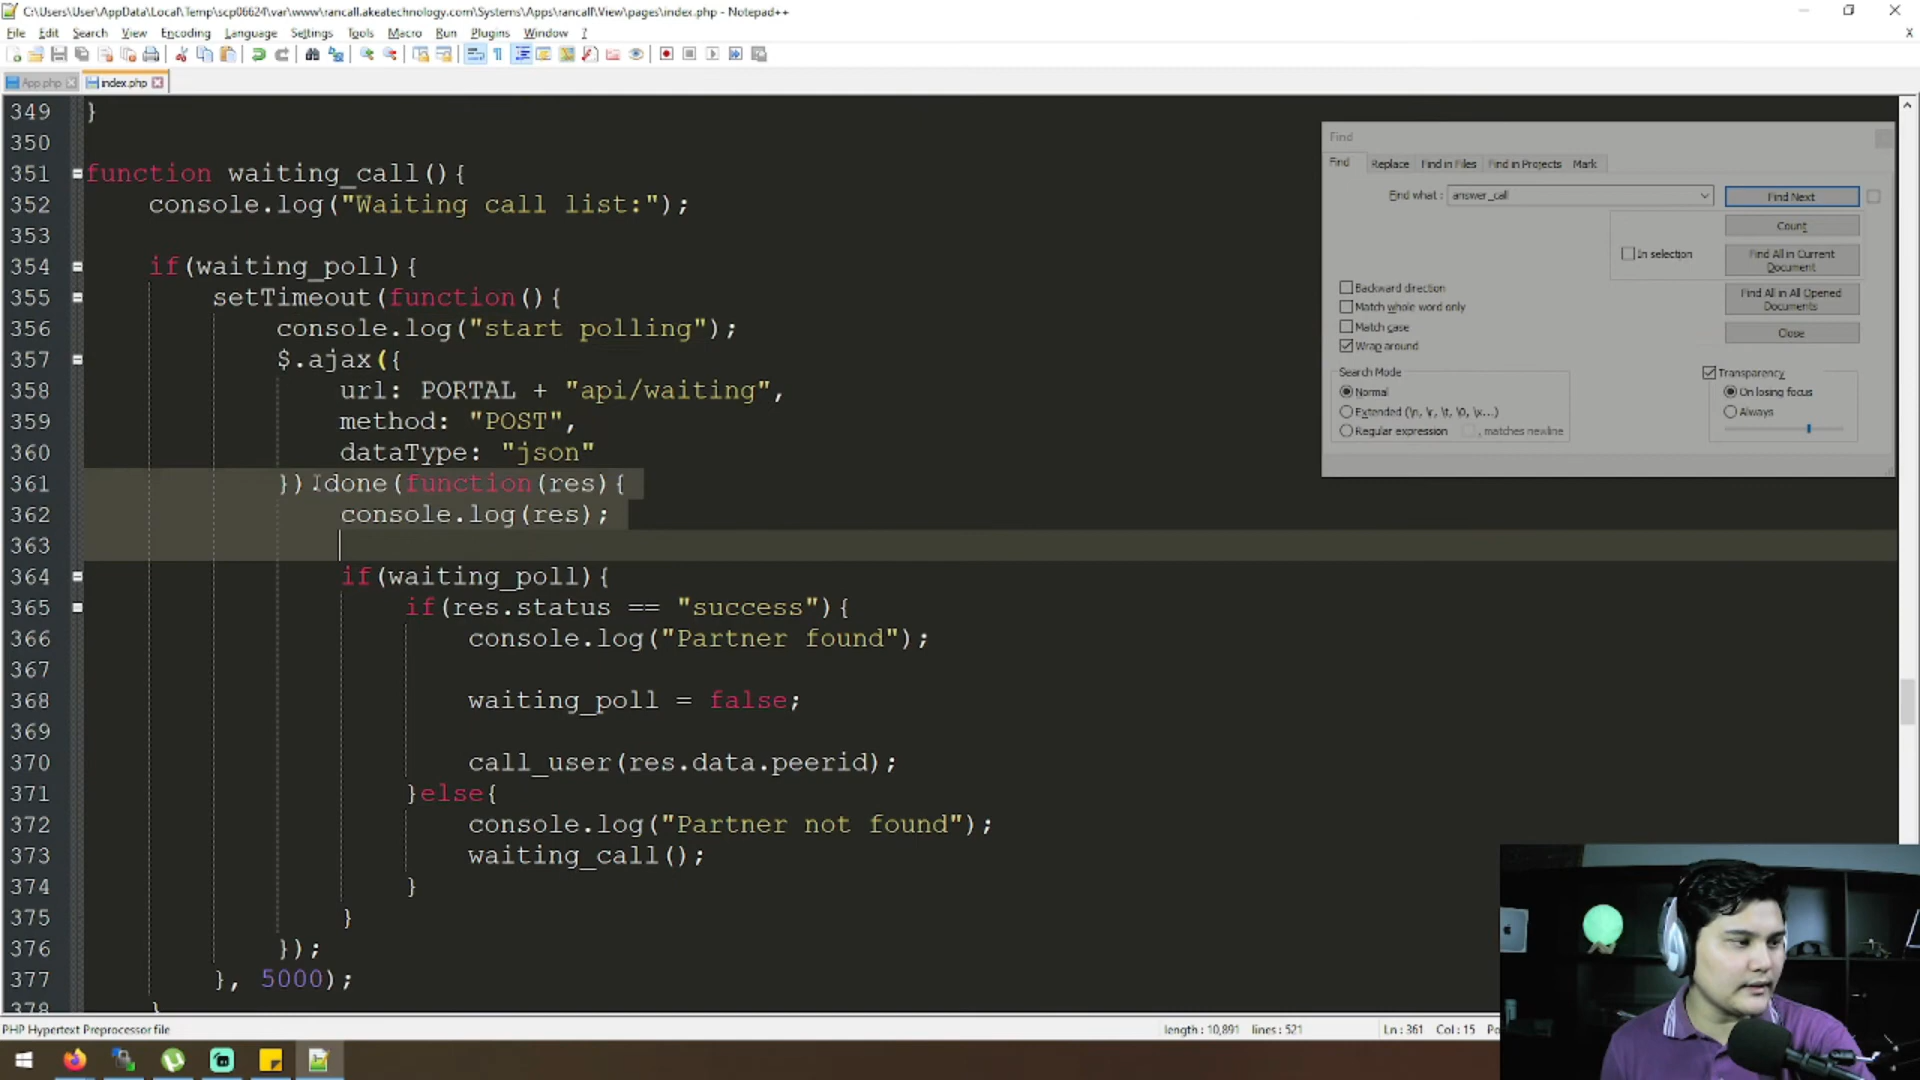 C:\Users\User\AppData\Local\Temp\scp06624\var\www\rancall.akeatechnology.com\Systems\Apps\rancall\View\pages\index.php - Notepad++
File Edit Search View Encoding Language Settings Tools Macro Run Plugins Window ?
App.php index.php
349 }
350
351 function waiting_call(){
352 console.log("Waiting call list:");
353
354 if(waiting_poll){
355 setTimeout(function(){
356 console.log("start polling");
357 $.ajax({
358 url: PORTAL + "api/waiting",
359 method: "POST",
360 dataType: "json"
361 }).done(function(res){
362 console.log(res);
363
364 if(waiting_poll){
365 if(res.status == "success"){
366 console.log("Partner found");
367
368 waiting_poll = false;
369
370 call_user(res.data.peerid);
371 }else{
372 console.log("Partner not found");
373 waiting_call();
374 }
375 }
376 });
377 }, 5000);
378 }
Find
Find Replace Find in Files Find in Projects Mark
Find what : answer_call Find Next
Count
In selection
Find All in Current Document
Find All in All Opened Documents
Close
Backward direction
Match whole word only
Match case
Wrap around
Search Mode
Normal
Extended (\n, \r, \t, \0, \x...)
Regular expression . matches newline
Transparency
On losing focus
Always
PHP Hypertext Preprocessor file length : 10,891 lines : 521 Ln : 361 Col : 15